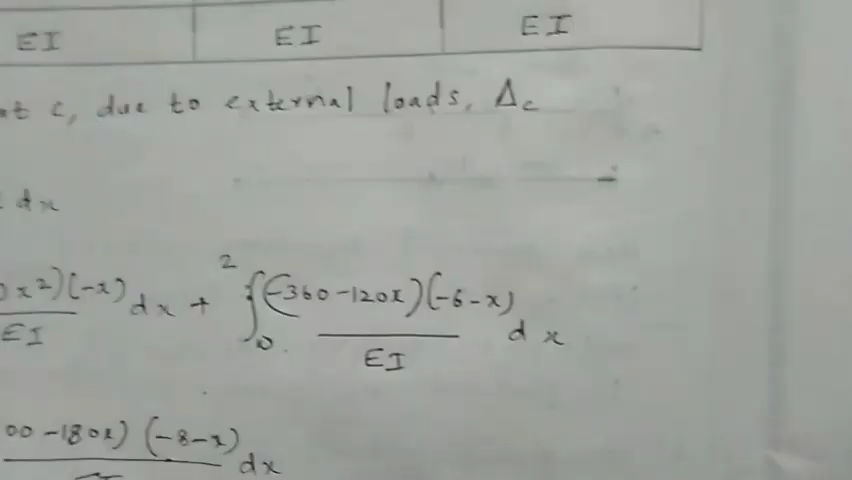 EI EI EI
at c, due to external loads, Δc
dx
0x²)(-x)/EI dx + ∫₀² (-360-120x)(-6-x)/EI dx
00-180x) (-8-x) dx